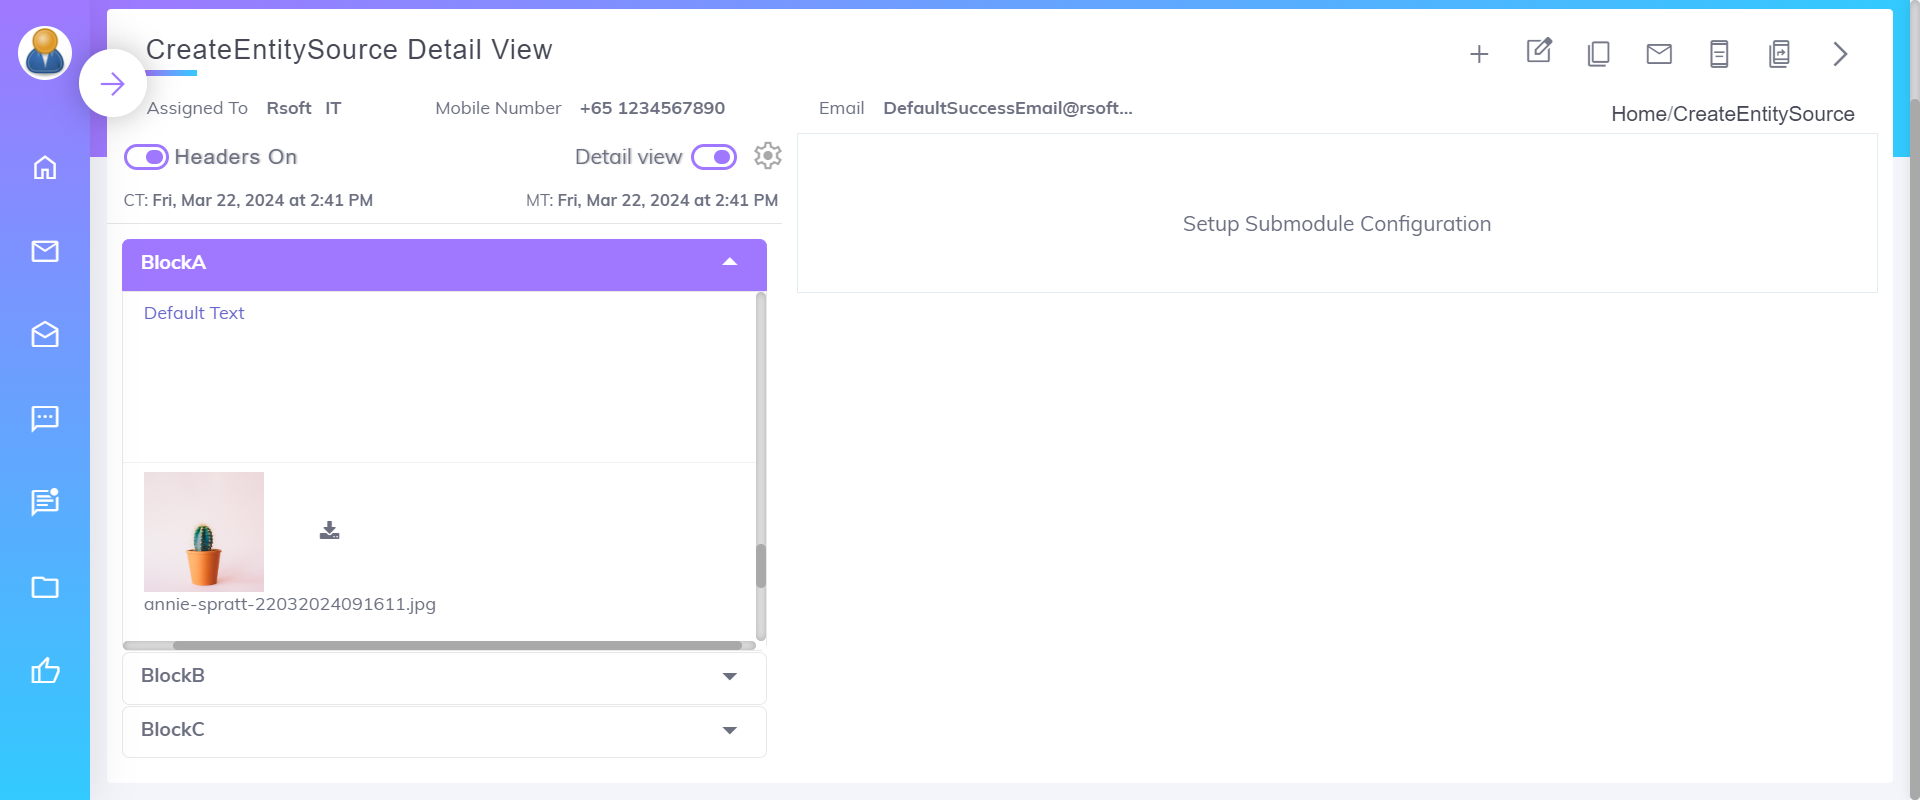 CreateEntitySource Detail View
Assigned To Rsoft IT Mobile Number +65 1234567890 Email DefaultSuccessEmail@rsoft...
Home/CreateEntitySource
Headers On Detail view
CT: Fri, Mar 22, 2024 at 2:41 PM MT: Fri, Mar 22, 2024 at 2:41 PM
Setup Submodule Configuration
BlockA
Default Text
annie-spratt-22032024091611.jpg
BlockB
BlockC